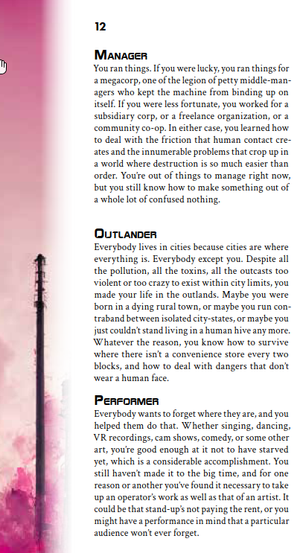 12
MANAGER
You ran things. If you were lucky, you ran things for
a megacorp, one of the legion of petty middle-man-
agers who kept the machine from binding up on
itself. If you were less fortunate, you worked for a
subsidiary corp, or a freelance organization, or a
community co-op. In either case, you learned how
to deal with the friction that human contact cre-
ates and the innumerable problems that crop up in
a world where destruction is so much easier than
order. You're out of things to manage right now,
but you still know how to make something out of
a whole lot of confused nothing.
OUTLANDER
Everybody lives in cities because cities are where
everything is. Everybody except you. Despite all
the pollution, all the toxins, all the outcasts too
violent or too crazy to exist within city limits, you
made your life in the outlands. Maybe you were
born in a dying rural town, or maybe you run con-
traband between isolated city-states, or maybe you
just couldn't stand living in a human hive any more.
Whatever the reason, you know how to survive
where there isn't a convenience store every two
blocks, and how to deal with dangers that don't
wear a human face.
PERFORMER
Everybody wants to forget where they are, and you
helped them do that. Whether singing, dancing,
VR recordings, cam shows, comedy, or some other
art, you're good enough at it not to have starved
yet, which is a considerable accomplishment. You
still haven't made it to the big time, and for one
reason or another you've found it necessary to take
up an operator's work as well as that of an artist. It
could be that stand-up's not paying the rent, or you
might have a performance in mind that a particular
audience won't ever forget.